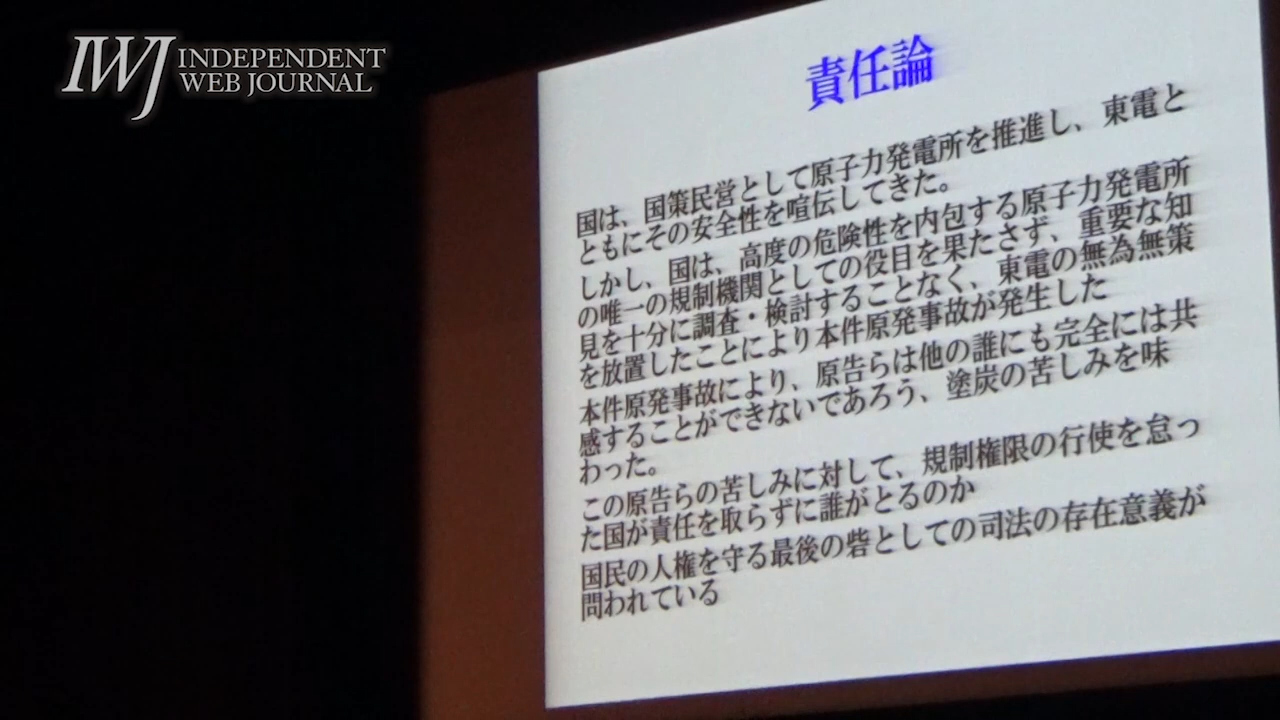 IWJ INDEPENDENT
WEB JOURNAL
責任論
国は、国策民営として原子力発電所を推進し、東電と
ともにその安全性を喧伝してきた。
しかし、国は、高度の危険性を内包する原子力発電所
の唯一の規制機関としての役目を果たさず、重要な知
見を十分に調査・検討することなく、東電の無為無策
を放置したことにより本件原発事故が発生した
本件原発事故により、原告らは他の誰にも完全には共
感することができないであろう、塗炭の苦しみを味
わった。
この原告らの苦しみに対して、規制権限の行使を怠っ
た国が責任を取らずに誰がとるのか
国民の人権を守る最後の砦としての司法の存在意義が
問われている